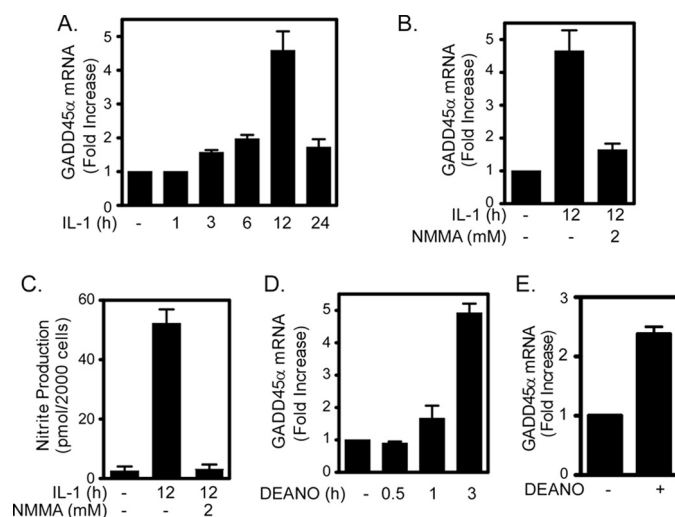 A.
GADD45α mRNA
(Fold Increase)
5
4
3
2
1
0
IL-1 (h) - 1 3 6 12 24
B.
GADD45α mRNA
(Fold Increase)
5
4
3
2
1
0
IL-1 (h) - 12 12
NMMA (mM) - - 2
C.
Nitrite Production
(pmol/2000 cells)
60
40
20
0
IL-1 (h) - 12 12
NMMA (mM) - - 2
D.
GADD45α mRNA
(Fold Increase)
5
4
3
2
1
0
DEANO (h) - 0.5 1 3
E.
GADD45α mRNA
(Fold Increase)
3
2
1
0
DEANO - +